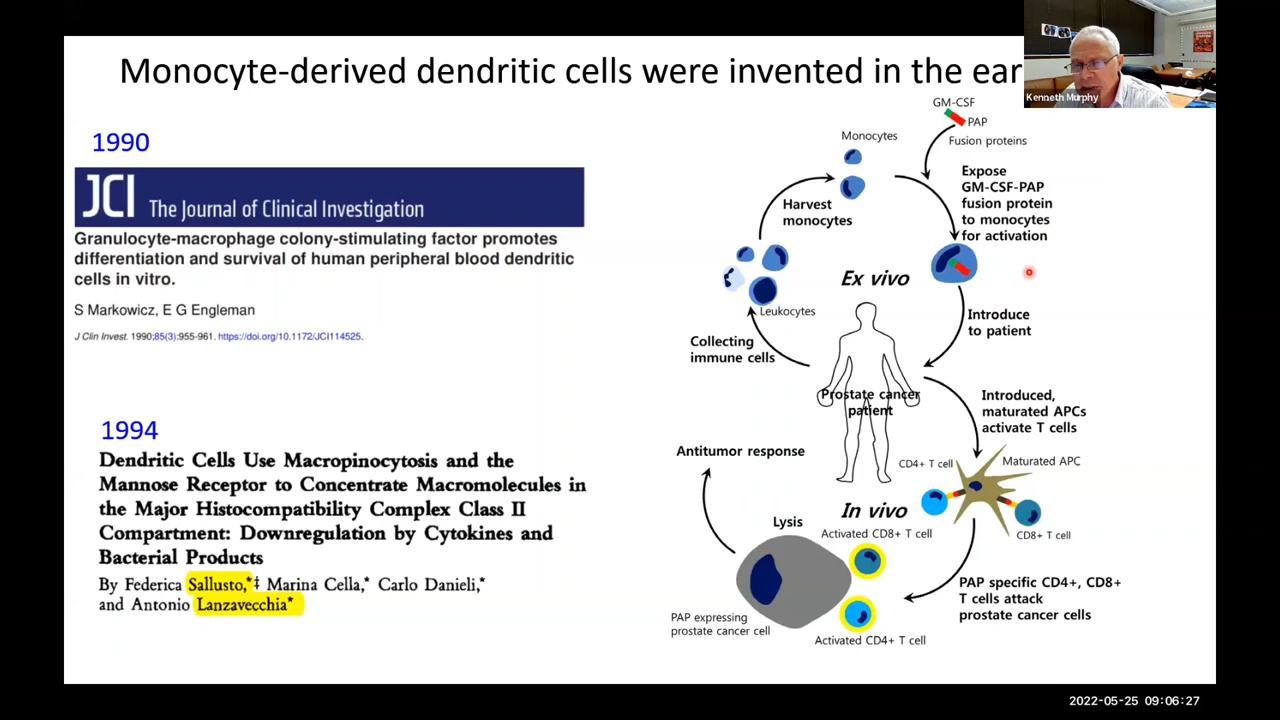 Monocyte-derived dendritic cells were invented in the ear
Kenneth Murphy
1990
JCI The Journal of Clinical Investigation
Granulocyte-macrophage colony-stimulating factor promotes
differentiation and survival of human peripheral blood dendritic
cells in vitro.
S Markowicz, E G Engleman
J Clin Invest. 1990;85(3):955-961. https://doi.org/10.1172/JCI114525.
1994
Dendritic Cells Use Macropinocytosis and the
Mannose Receptor to Concentrate Macromolecules in
the Major Histocompatibility Complex Class II
Compartment: Downregulation by Cytokines and
Bacterial Products
By Federica Sallusto,*‡ Marina Cella,* Carlo Danieli,*
and Antonio Lanzavecchia*
GM-CSF
PAP
Fusion proteins
Monocytes
Expose
GM-CSF-PAP
fusion protein
to monocytes
for activation
Harvest
monocytes
Ex vivo
Leukocytes
Introduce
to patient
Collecting
immune cells
Prostate cancer
patient
Introduced,
maturated APCs
activate T cells
Antitumor response
CD4+ T cell
Maturated APC
In vivo
Lysis
Activated CD8+ T cell
CD8+ T cell
PAP specific CD4+, CD8+
T cells attack
prostate cancer cells
PAP expressing
prostate cancer cell
Activated CD4+ T cell
2022-05-25 09:06:27